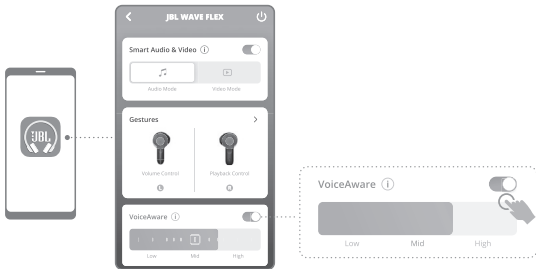 JBL
JBL WAVE FLEX
Smart Audio & Video i
Audio Mode Video Mode
Gestures
Volume Control Playback Control
L R
VoiceAware i
Low Mid High
VoiceAware i
Low Mid High